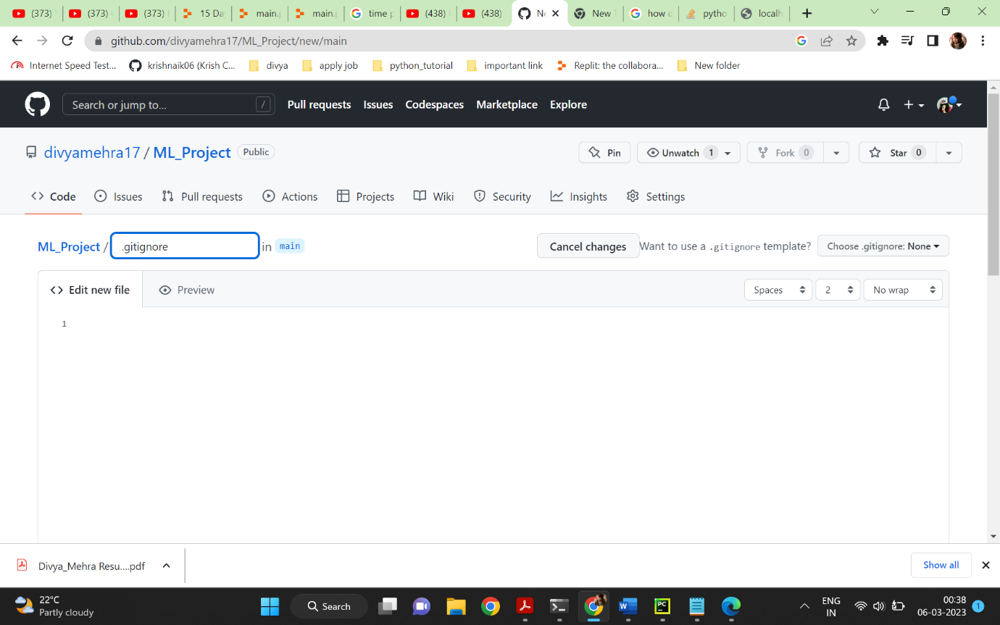 (373) (373) (373) 15 Da main.p main.p time p (438) (438) New T how d pytho localh
github.com/divyamehra17/ML_Project/new/main
Internet Speed Test... krishnaik06 (Krish C... divya apply job python_tutorial important link Replit: the collabora... New folder
Search or jump to... / Pull requests Issues Codespaces Marketplace Explore
divyamehra17 / ML_Project Public Pin Unwatch 1 Fork 0 Star 0
Code Issues Pull requests Actions Projects Wiki Security Insights Settings
ML_Project / .gitignore in main Cancel changes Want to use a .gitignore template? Choose .gitignore: None
Edit new file Preview Spaces 2 No wrap
1
Divya_Mehra Resu....pdf Show all
22°C
Partly cloudy
Search
ENG
IN
00:38
06-03-2023
1